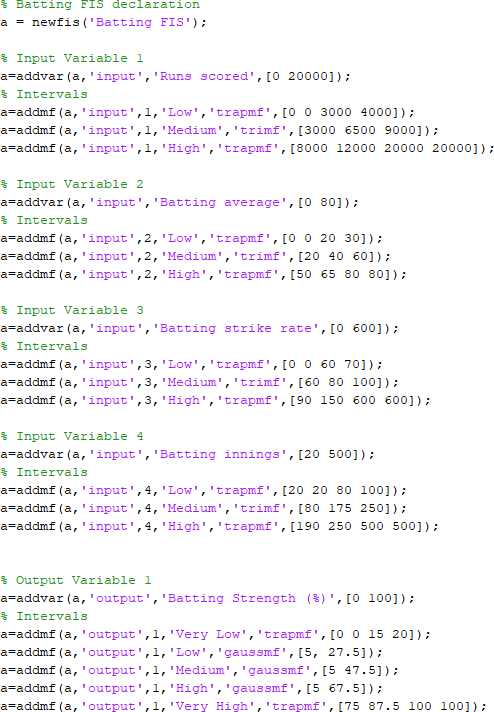 % Batting FIS declaration
a = newfis('Batting FIS');
% Input Variable 1
a=addvar(a,'input','Runs scored',[0 20000]);
% Intervals
a=addmf(a,'input',1,'Low','trapmf',[0 0 3000 4000]);
a=addmf(a,'input',1,'Medium','trimf',[3000 6500 9000]);
a=addmf(a,'input',1,'High','trapmf',[8000 12000 20000 20000]);
% Input Variable 2
a=addvar(a,'input','Batting average',[0 80]);
% Intervals
a=addmf(a,'input',2,'Low','trapmf',[0 0 20 30]);
a=addmf(a,'input',2,'Medium','trimf',[20 40 60]);
a=addmf(a,'input',2,'High','trapmf',[50 65 80 80]);
% Input Variable 3
a=addvar(a,'input','Batting strike rate',[0 600]);
% Intervals
a=addmf(a,'input',3,'Low','trapmf',[0 0 60 70]);
a=addmf(a,'input',3,'Medium','trimf',[60 80 100]);
a=addmf(a,'input',3,'High','trapmf',[90 150 600 600]);
% Input Variable 4
a=addvar(a,'input','Batting innings',[20 500]);
% Intervals
a=addmf(a,'input',4,'Low','trapmf',[20 20 80 100]);
a=addmf(a,'input',4,'Medium','trimf',[80 175 250]);
a=addmf(a,'input',4,'High','trapmf',[190 250 500 500]);
% Output Variable 1
a=addvar(a,'output','Batting Strength (%)',[0 100]);
% Intervals
a=addmf(a,'output',1,'Very Low','trapmf',[0 0 15 20]);
a=addmf(a,'output',1,'Low','gaussmf',[5, 27.5]);
a=addmf(a,'output',1,'Medium','gaussmf',[5 47.5]);
a=addmf(a,'output',1,'High','gaussmf',[5 67.5]);
a=addmf(a,'output',1,'Very High','trapmf',[75 87.5 100 100]);